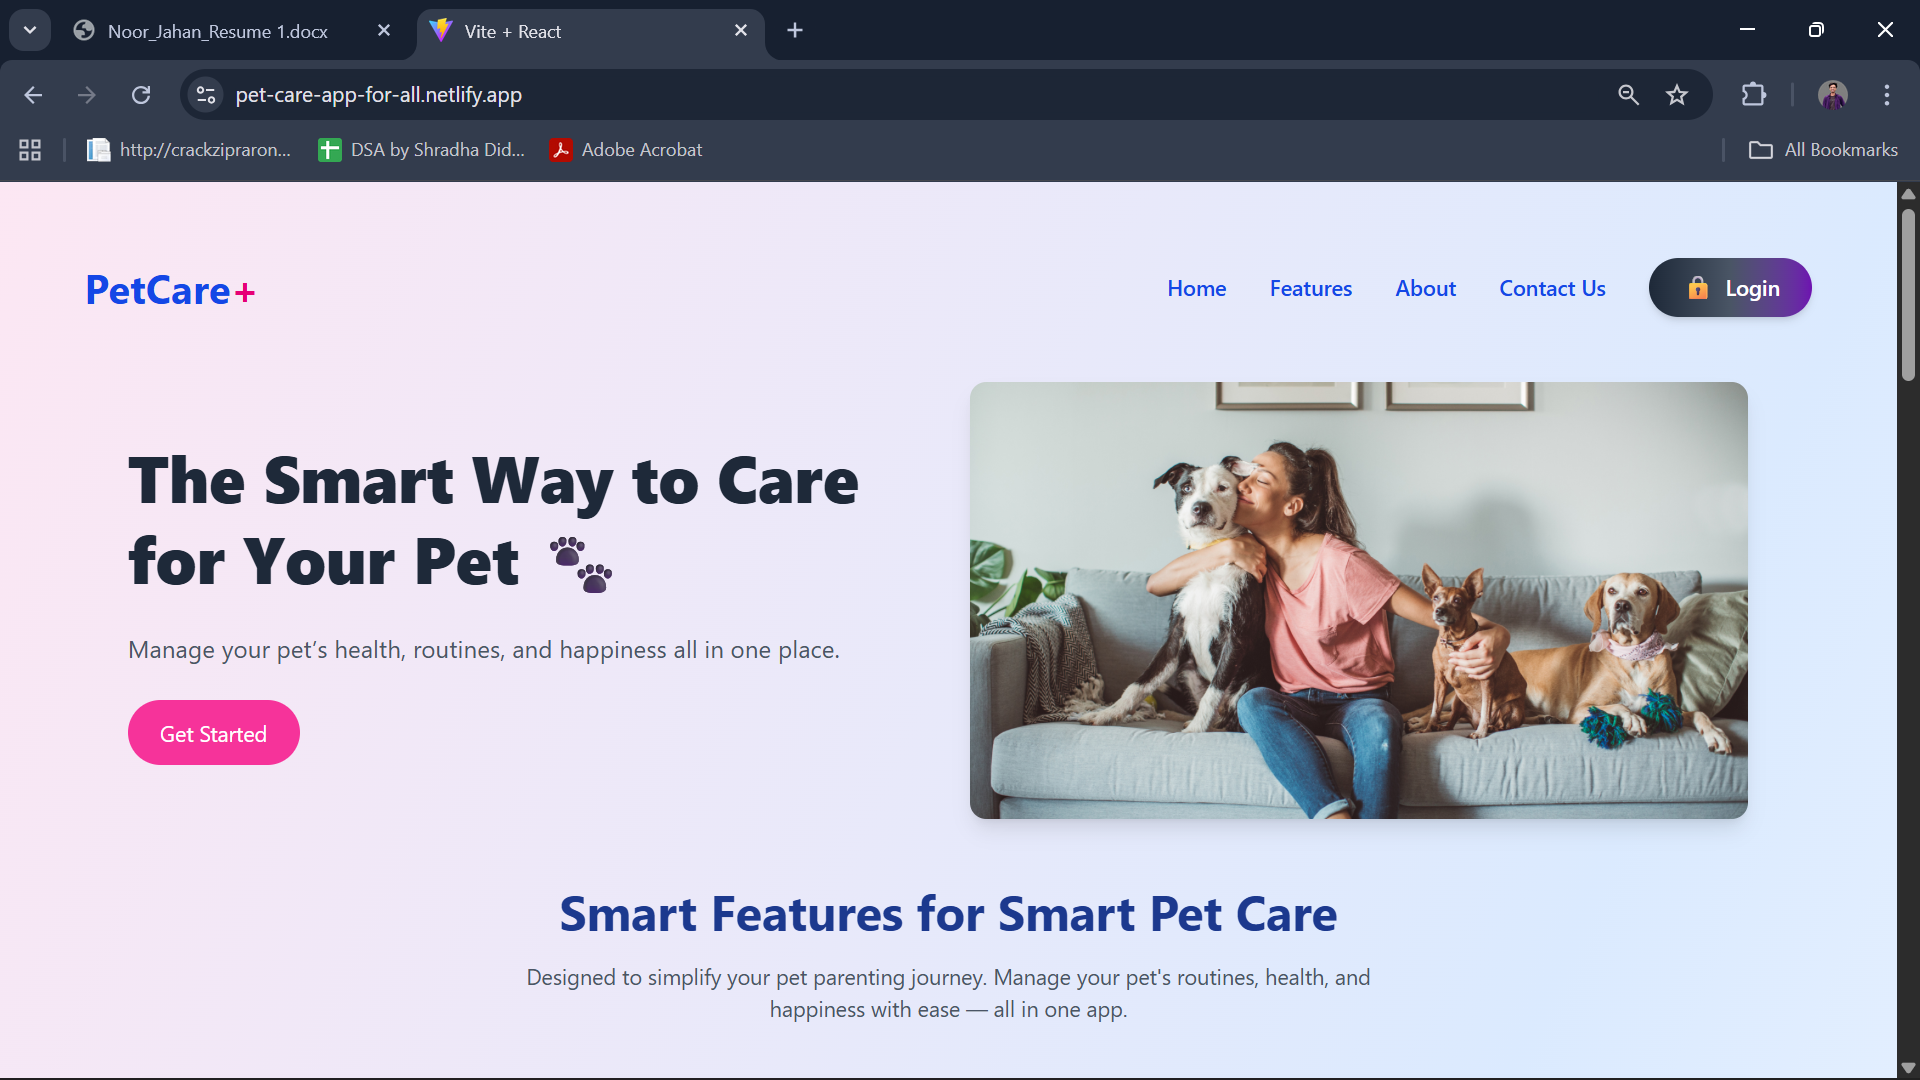 Noor_Jahan_Resume 1.docx
Vite + React
pet-care-app-for-all.netlify.app
http://crackzipraron...
DSA by Shradha Did...
Adobe Acrobat
All Bookmarks
PetCare+
Home
Features
About
Contact Us
🔒 Login
The Smart Way to Care
for Your Pet 🐾
Manage your pet’s health, routines, and happiness all in one place.
Get Started
Smart Features for Smart Pet Care
Designed to simplify your pet parenting journey. Manage your pet's routines, health, and
happiness with ease — all in one app.